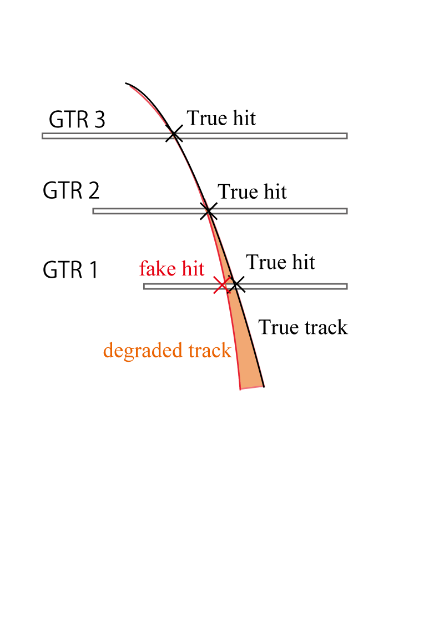 GTR 3
True hit
GTR 2
True hit
GTR 1
fake hit
True hit
True track
degraded track